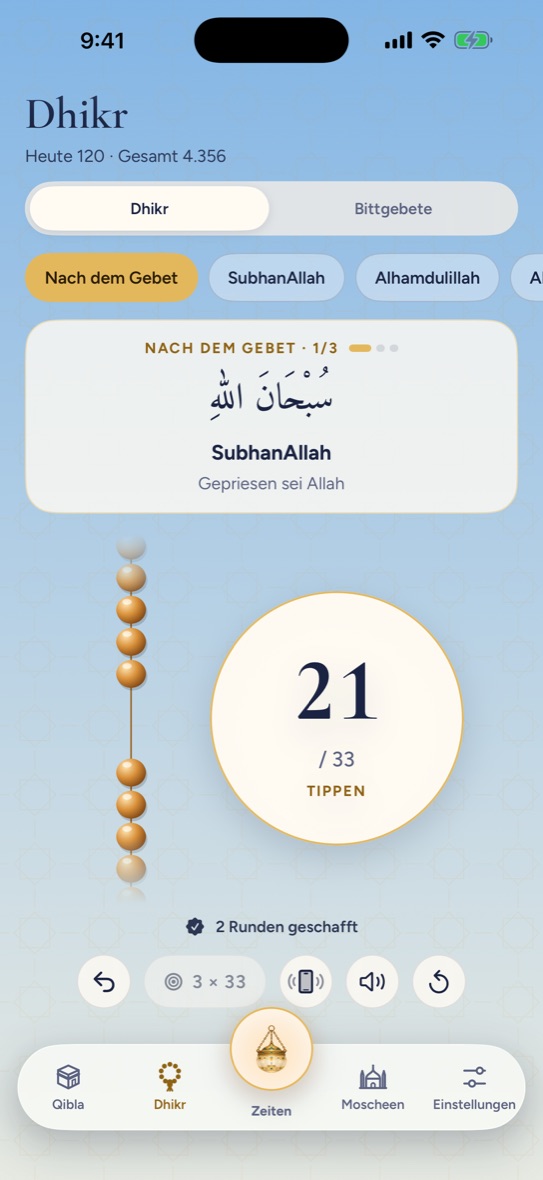 9:41
Dhikr
Heute 120 · Gesamt 4.356
Dhikr
Bittgebete
Nach dem Gebet
SubhanAllah
Alhamdulillah
NACH DEM GEBET · 1/3
سُبْحَانَ اللّٰهِ
SubhanAllah
Gepriesen sei Allah
21
/ 33
TIPPEN
2 Runden geschafft
3 × 33
Qibla
Dhikr
Zeiten
Moscheen
Einstellungen